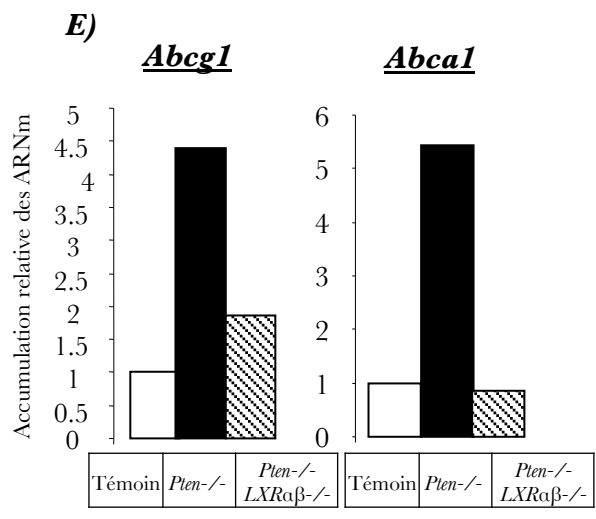 E)
Abcg1
Abca1
Accumulation relative des ARNm
5
4.5
4
3.5
3
2.5
2
1.5
1
0.5
0
6
5
4
3
2
1
0
Témoin Pten-/- Pten-/-
LXRαβ-/-
Témoin Pten-/- Pten-/-
LXRαβ-/-